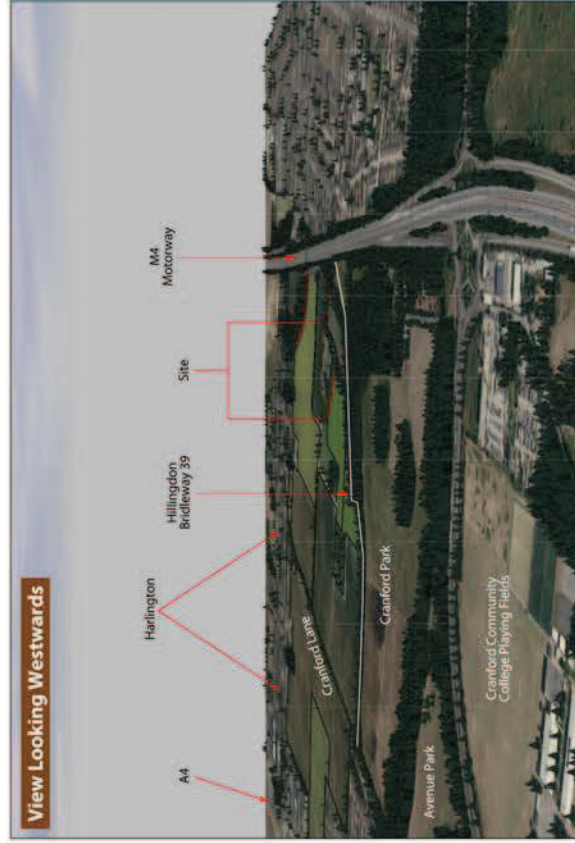 View Looking Westwards
A4
Harlington
Hillingdon
Bridleway 39
Site
M4
Motorway
Cranford Lane
Cranford Park
Avenue Park
Cranford Community
College Playing Fields